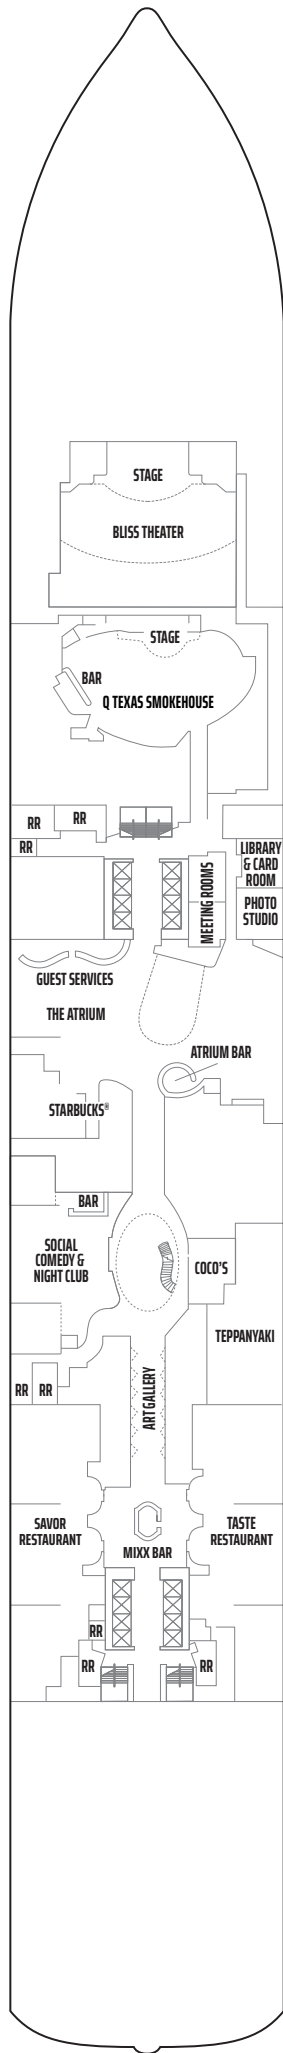 STAGE
BLISS THEATER
STAGE
BAR
Q TEXAS SMOKEHOUSE
RR
RR
RR
LIBRARY
& CARD
ROOM
MEETING ROOMS
PHOTO
STUDIO
GUEST SERVICES
THE ATRIUM
ATRIUM BAR
STARBUCKS®
BAR
SOCIAL
COMEDY &
NIGHT CLUB
COCO'S
TEPPANYAKI
RR
RR
ART GALLERY
SAVOR
RESTAURANT
TASTE
RESTAURANT
MIXX BAR
RR
RR
RR